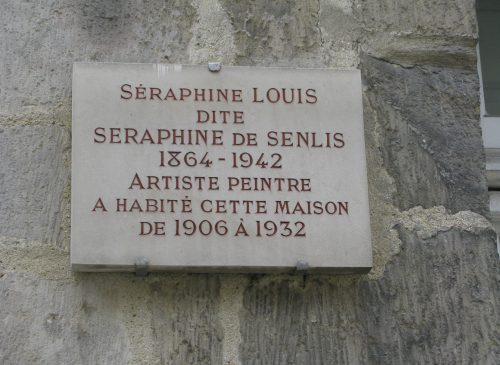 SÉRAPHINE LOUIS
DITE
SERAPHINE DE SENLIS
1864-1942
ARTISTE PEINTRE
A HABITÉ CETTE MAISON
DE 1906 À 1932